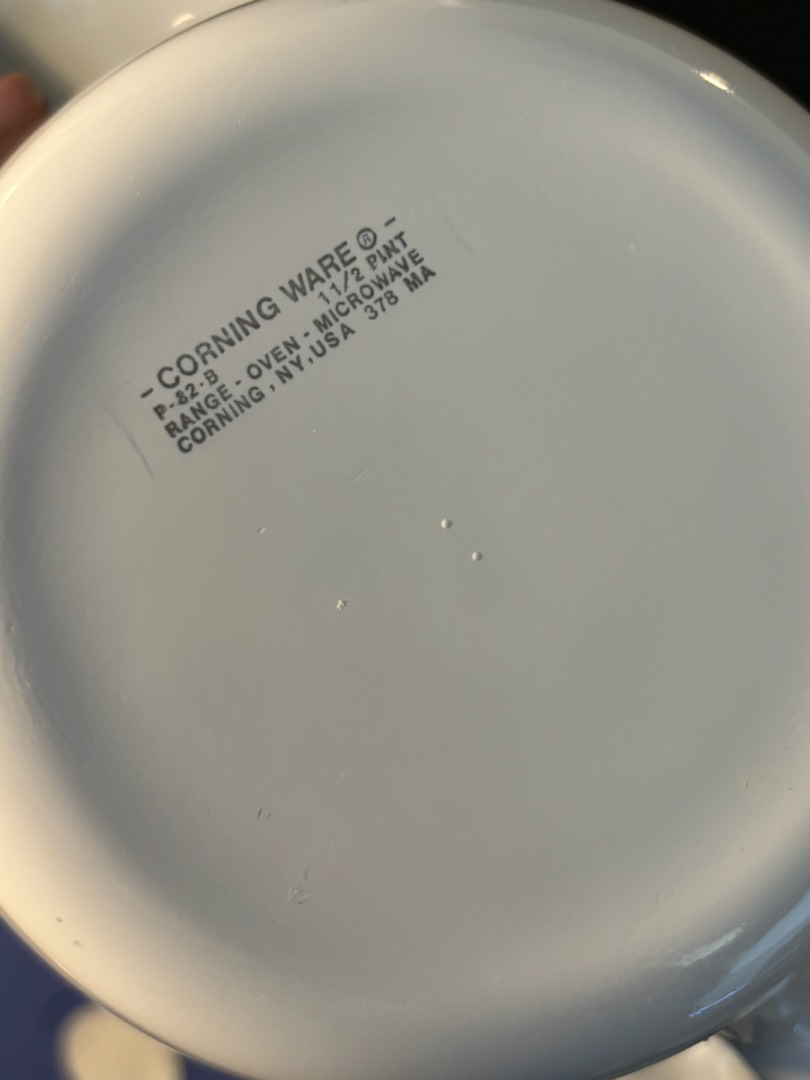 - CORNING WARE ® -
P-82-B 1 1/2 PINT
RANGE - OVEN - MICROWAVE
CORNING, NY, USA 378 MA